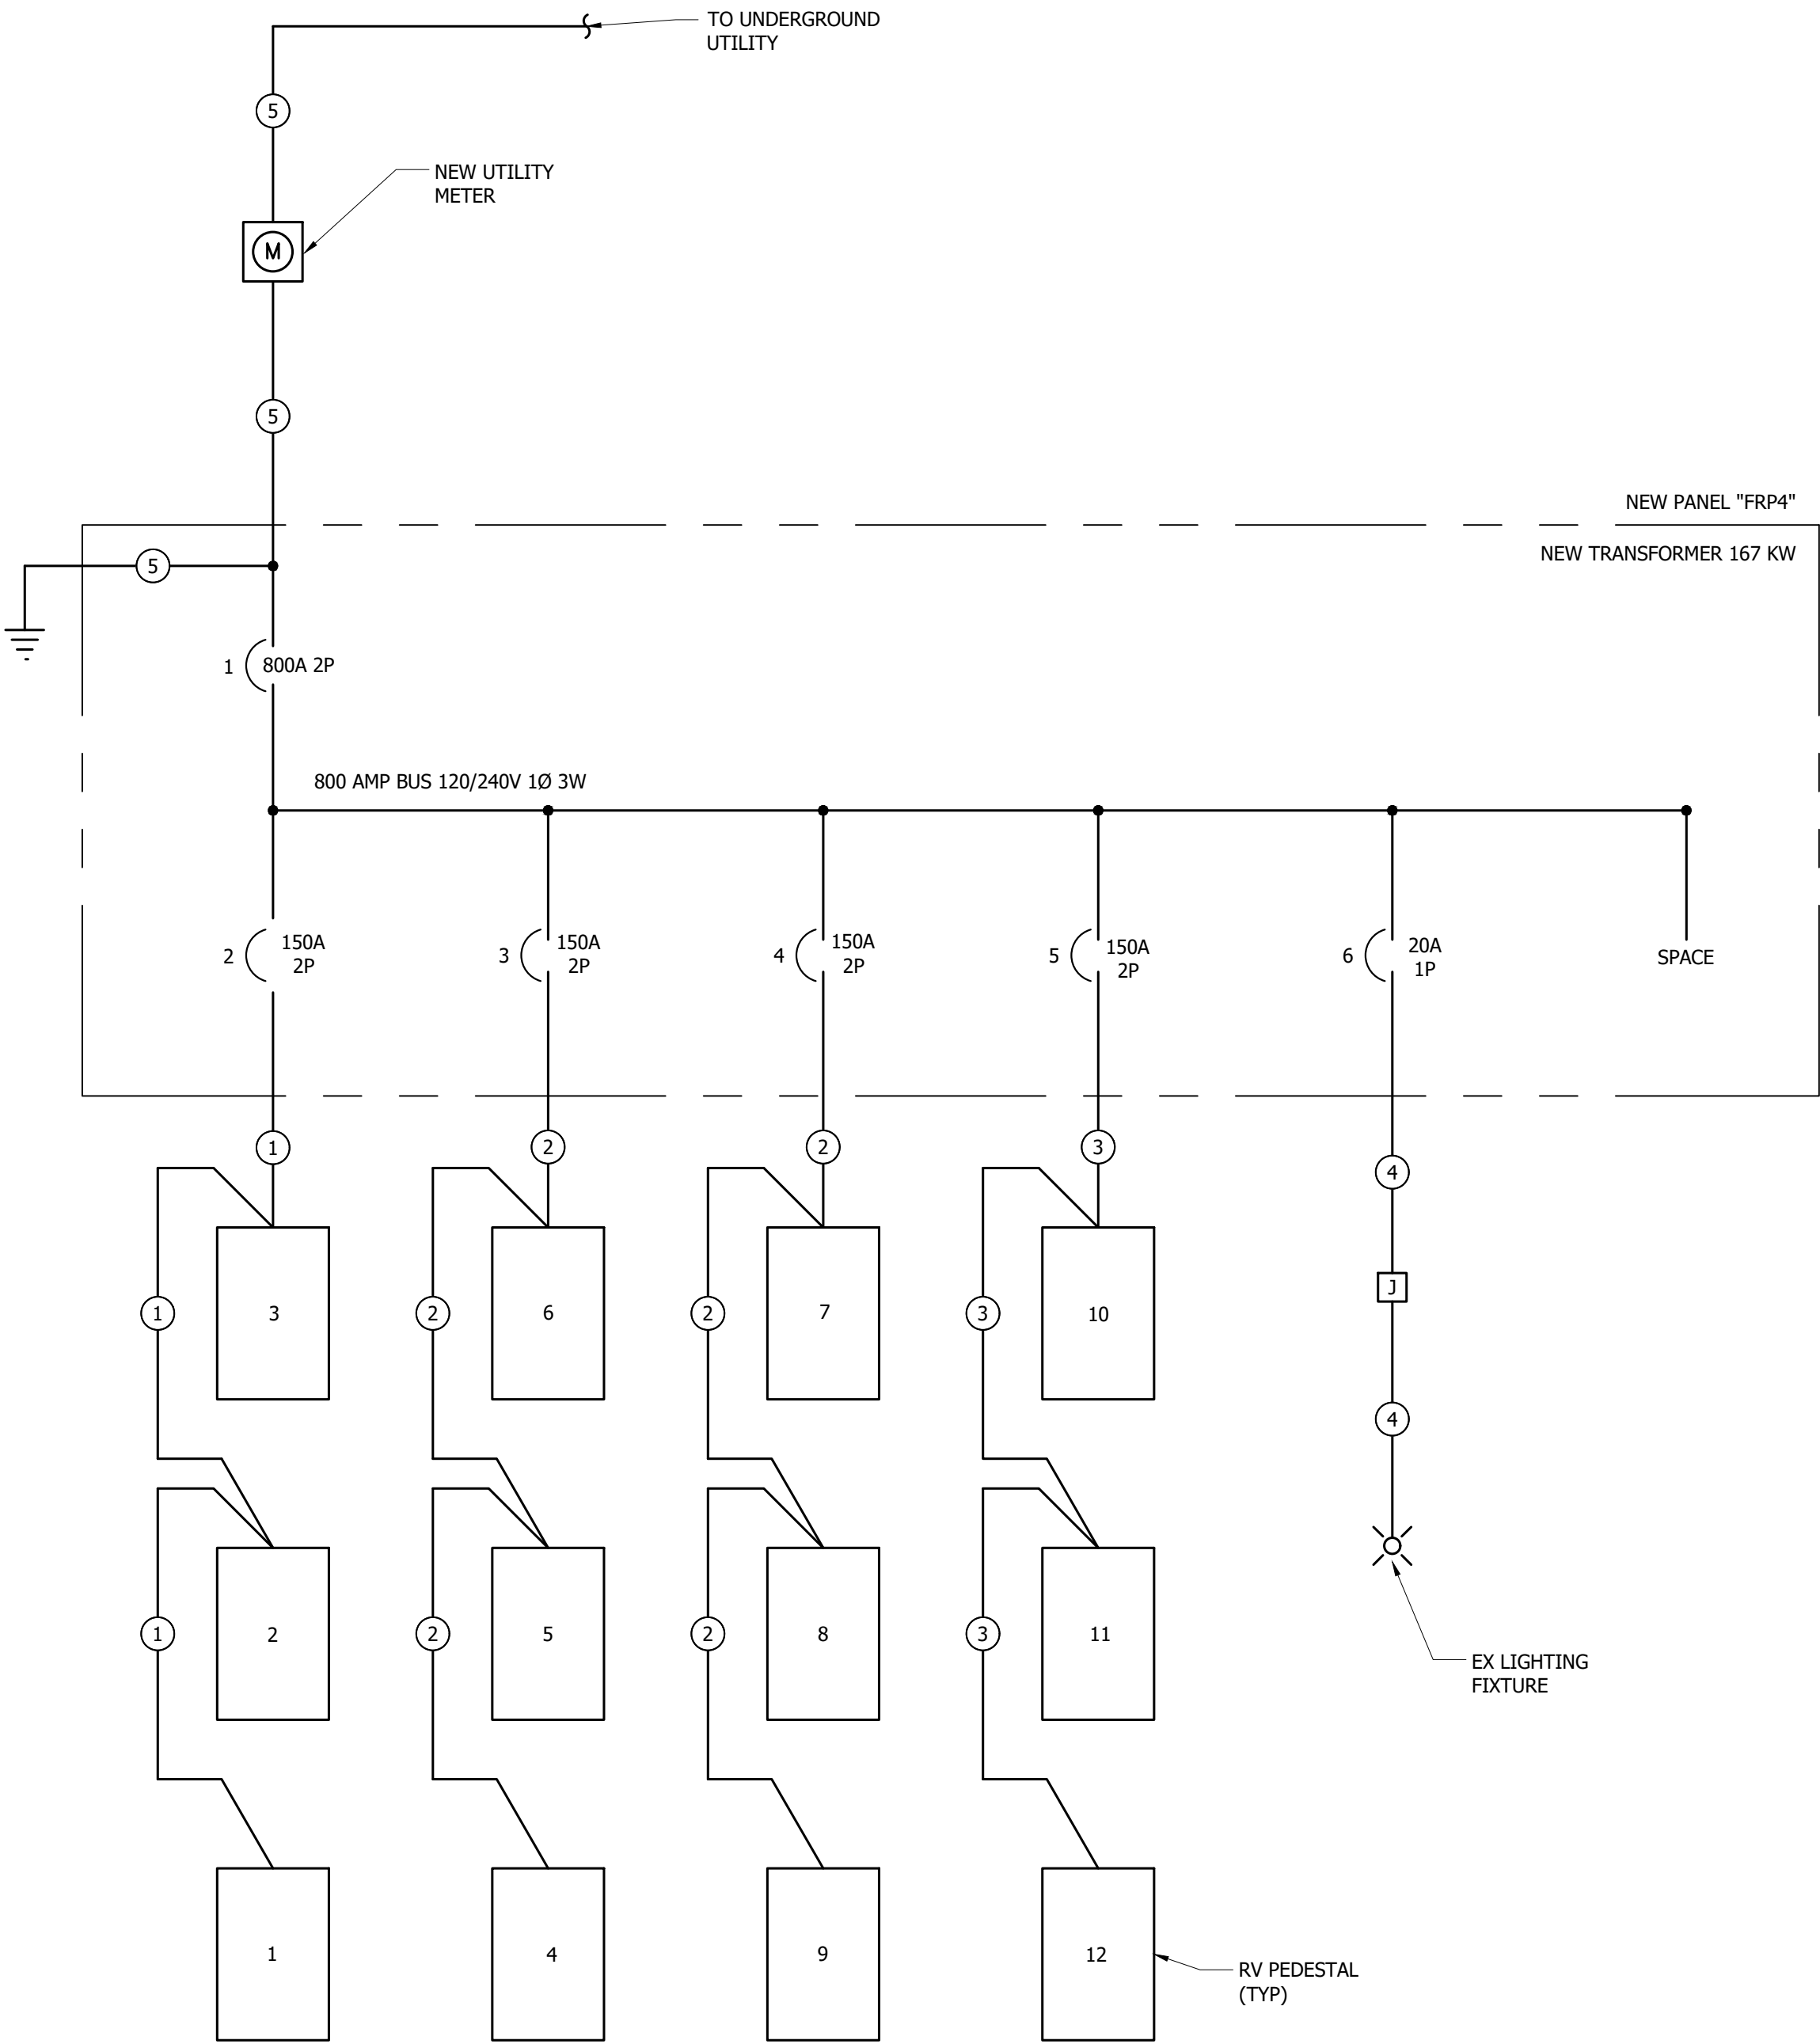 TO UNDERGROUND
UTILITY
5
NEW UTILITY
METER
M
5
NEW PANEL "FRP4"
NEW TRANSFORMER 167 KW
5
1 800A 2P
800 AMP BUS 120/240V 1Ø 3W
2 150A
2P
3 150A
2P
4 150A
2P
5 150A
2P
6 20A
1P
SPACE
1 2 2 3 4
J
1 3 2 6 2 7 3 10
4
1 2 2 5 2 8 3 11
EX LIGHTING
FIXTURE
1 4 9 12
RV PEDESTAL
(TYP)